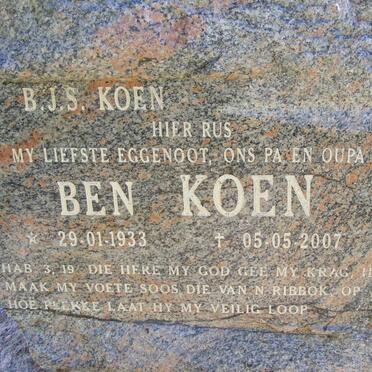 B.J.S. KOEN
HIER RUS
MY LIEFSTE EGGENOOT, ONS PA EN OUPA
BEN KOEN
* 29-01-1933 † 05-05-2007
HAB. 3, 19 DIE HERE MY GOD GEE MY KRAG, H
MAAK MY VOETE SOOS DIE VAN N RIBBOK, OP
HOE PLEKKE LAAT HY MY VEILIG LOOP